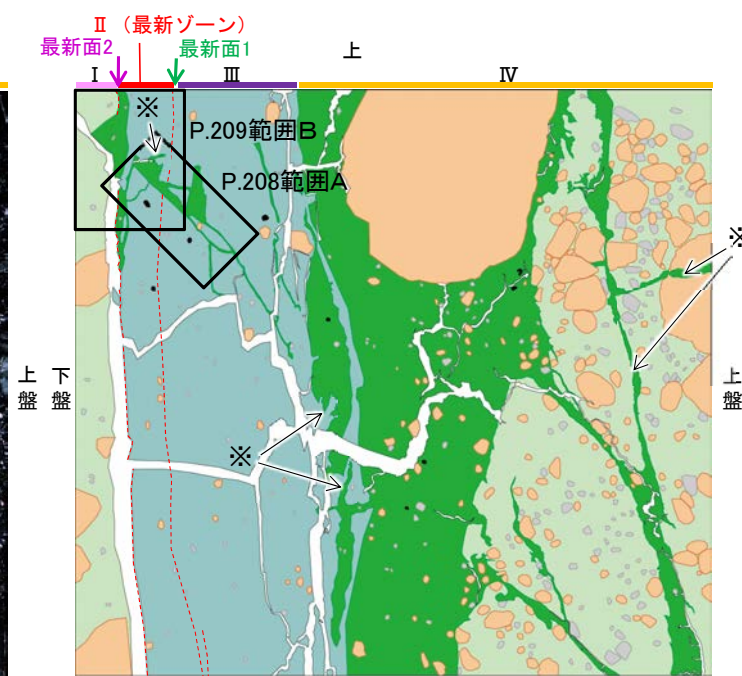 Ⅱ（最新ゾーン）
最新面2
最新面1
上
Ⅰ
Ⅲ
Ⅳ
※
P.209範囲B
P.208範囲A
※
上盤
下盤
上盤
※